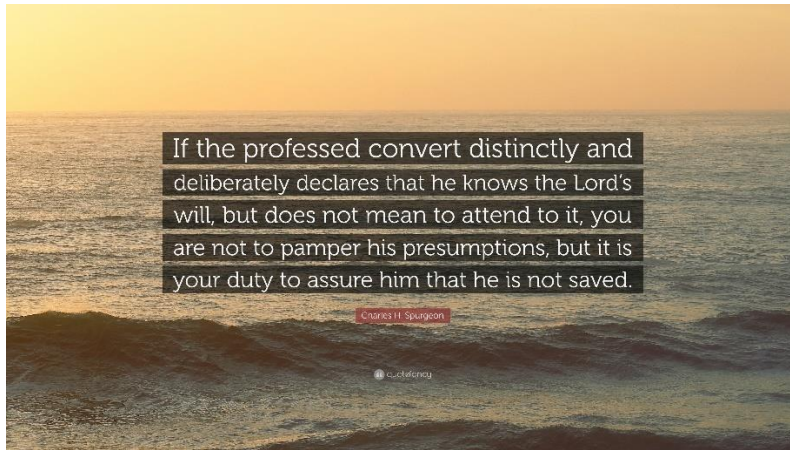 If the professed convert distinctly and
deliberately declares that he knows the Lord's
will, but does not mean to attend to it, you
are not to pamper his presumptions, but it is
your duty to assure him that he is not saved.
Charles H. Spurgeon
quotefancy